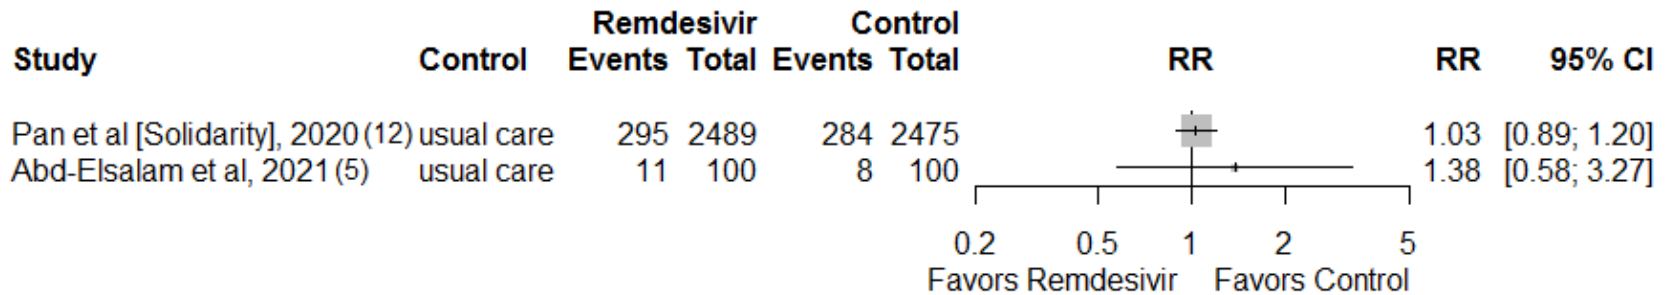 Remdesivir Control
Study Control Events Total Events Total RR RR 95% CI
Pan et al [Solidarity], 2020 (12) usual care 295 2489 284 2475 1.03 [0.89; 1.20]
Abd-Elsalam et al, 2021 (5) usual care 11 100 8 100 1.38 [0.58; 3.27]
0.2 0.5 1 2 5
Favors Remdesivir Favors Control